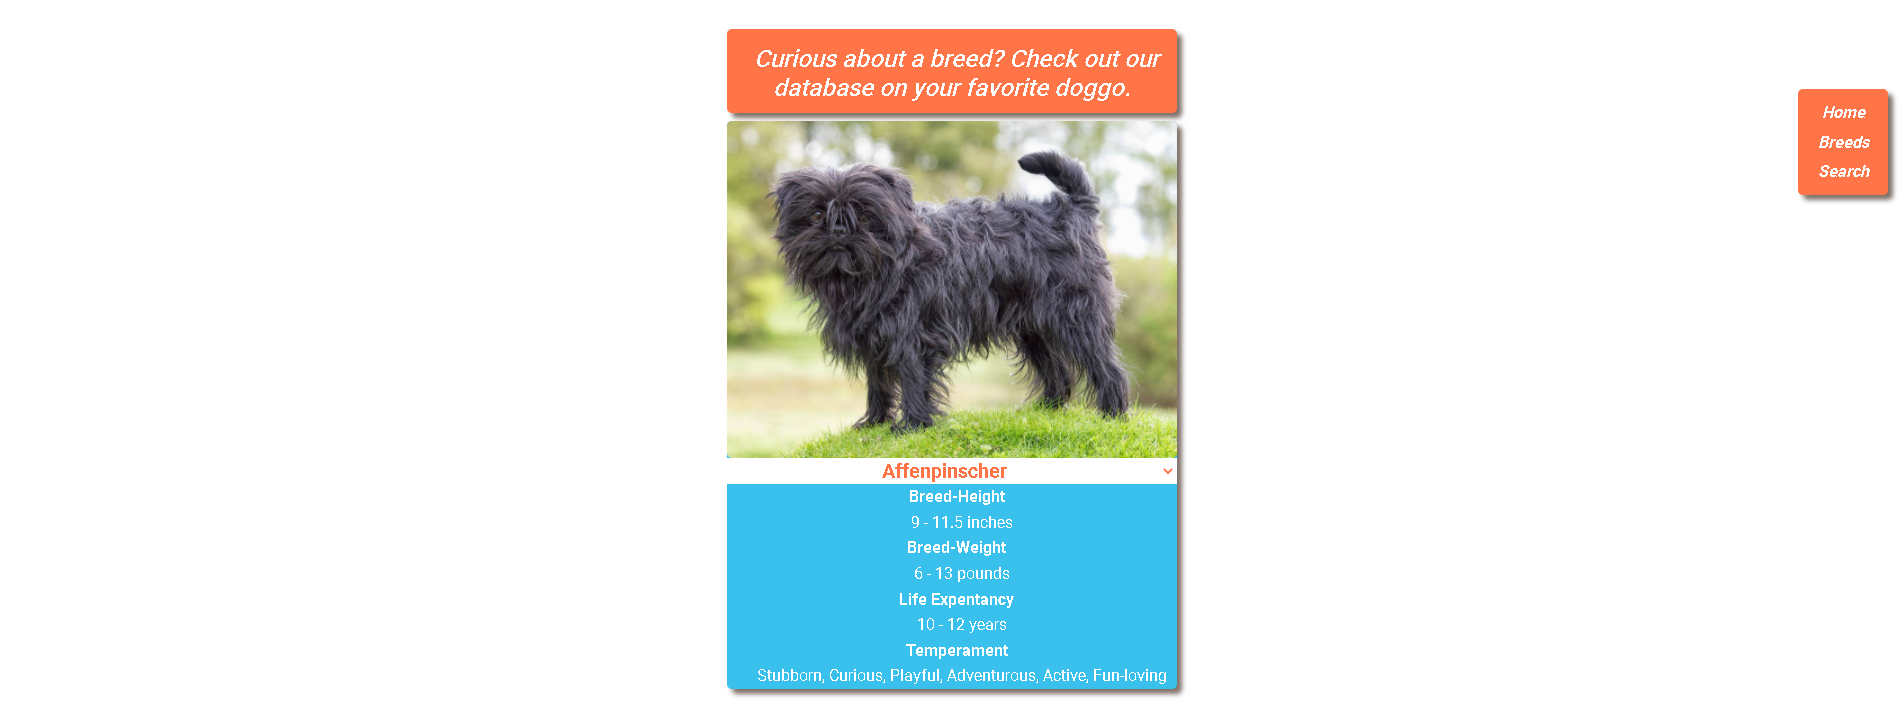 Curious about a breed? Check out our
database on your favorite doggo.
Home
Breeds
Search
Affenpinscher
Breed-Height
9 - 11.5 inches
Breed-Weight
6 - 13 pounds
Life Expentancy
10 - 12 years
Temperament
Stubborn, Curious, Playful, Adventurous, Active, Fun-loving